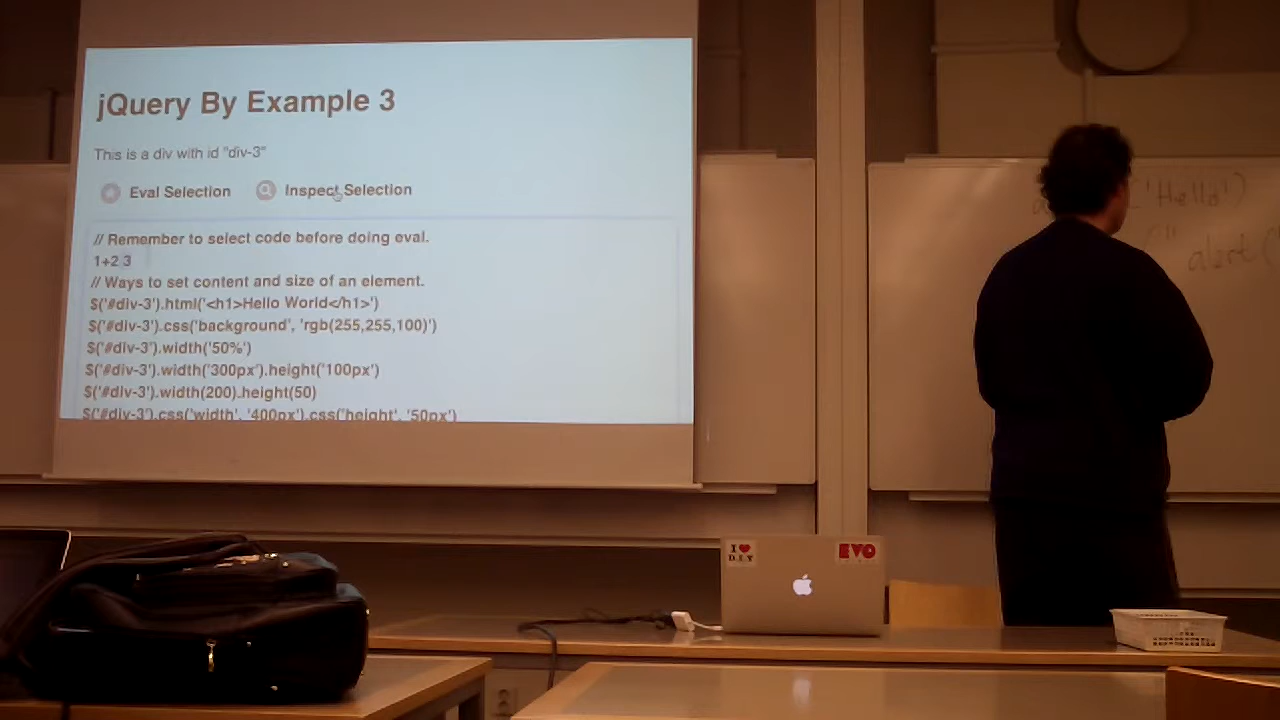 jQuery By Example 3
This is a div with id "div-3"
Eval Selection Inspect Selection
// Remember to select code before doing eval.
1+2 3
// Ways to set content and size of an element.
$('#div-3').html('<h1>Hello World</h1>')
$('#div-3').css('background', 'rgb(255,255,100)')
$('#div-3').width('50%')
$('#div-3').width('300px').height('100px')
$('#div-3').width(200).height(50)
$('#div-3').css('width', '400px').css('height', '50px')
('Hello')
(" alert(
I ♥
D.I.Y
EVO